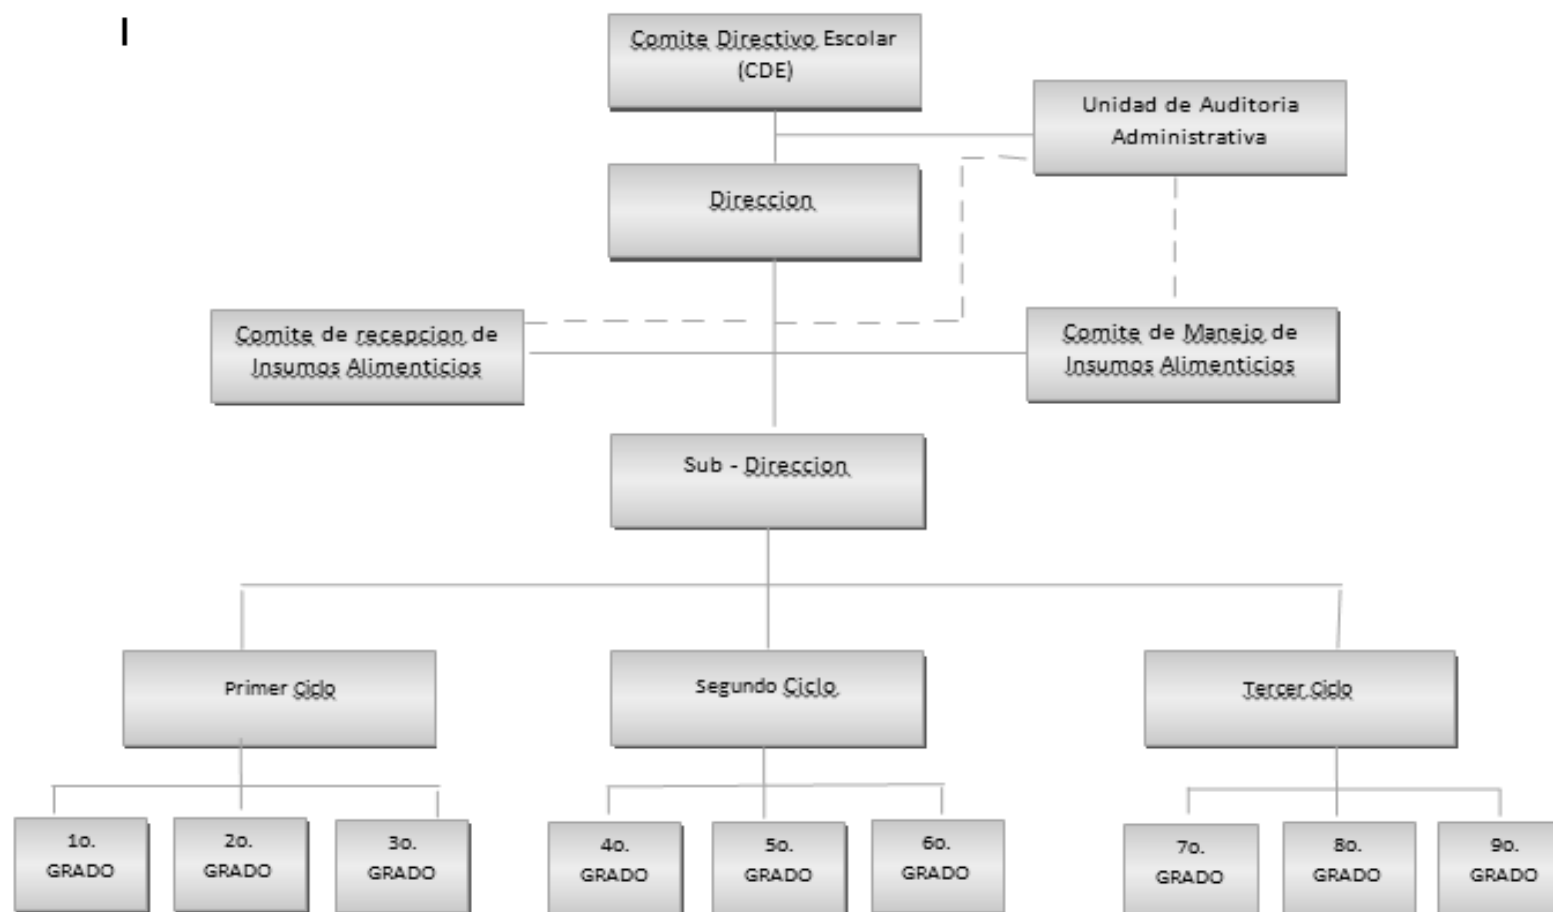 I
Comite Directivo Escolar
(CDE)
Unidad de Auditoria
Administrativa
Direccion
Comite de recepcion de
Insumos Alimenticios
Comite de Manejo de
Insumos Alimenticios
Sub - Direccion
Primer Ciclo
Segundo Ciclo
Tercer Ciclo
1o.
GRADO
2o.
GRADO
3o.
GRADO
4o.
GRADO
5o.
GRADO
6o.
GRADO
7o.
GRADO
8o.
GRADO
9o.
GRADO